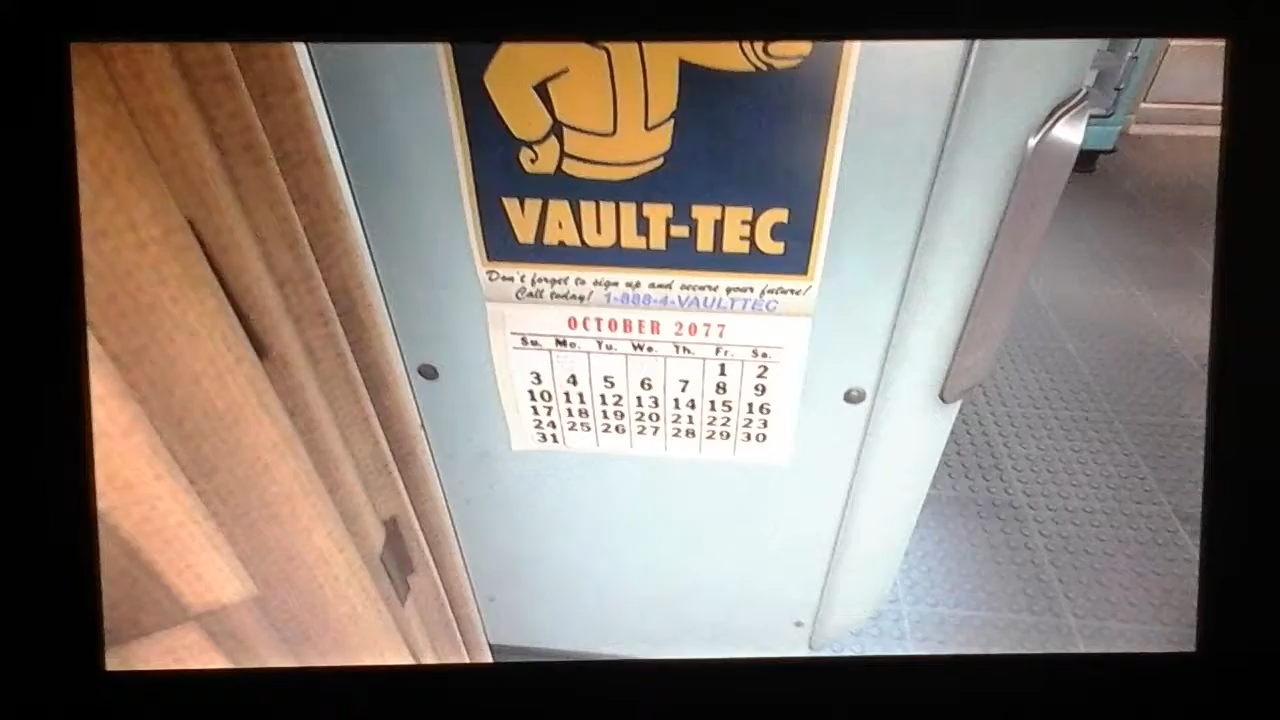 VAULT-TEC
Don't forget to sign up and secure your future!
Call today! 1-888-4-VAULTTEC
OCTOBER 2077
Su. Mo. Tu. We. Th. Fr. Sa.
1 2
3 4 5 6 7 8 9
10 11 12 13 14 15 16
17 18 19 20 21 22 23
24 25 26 27 28 29 30
31